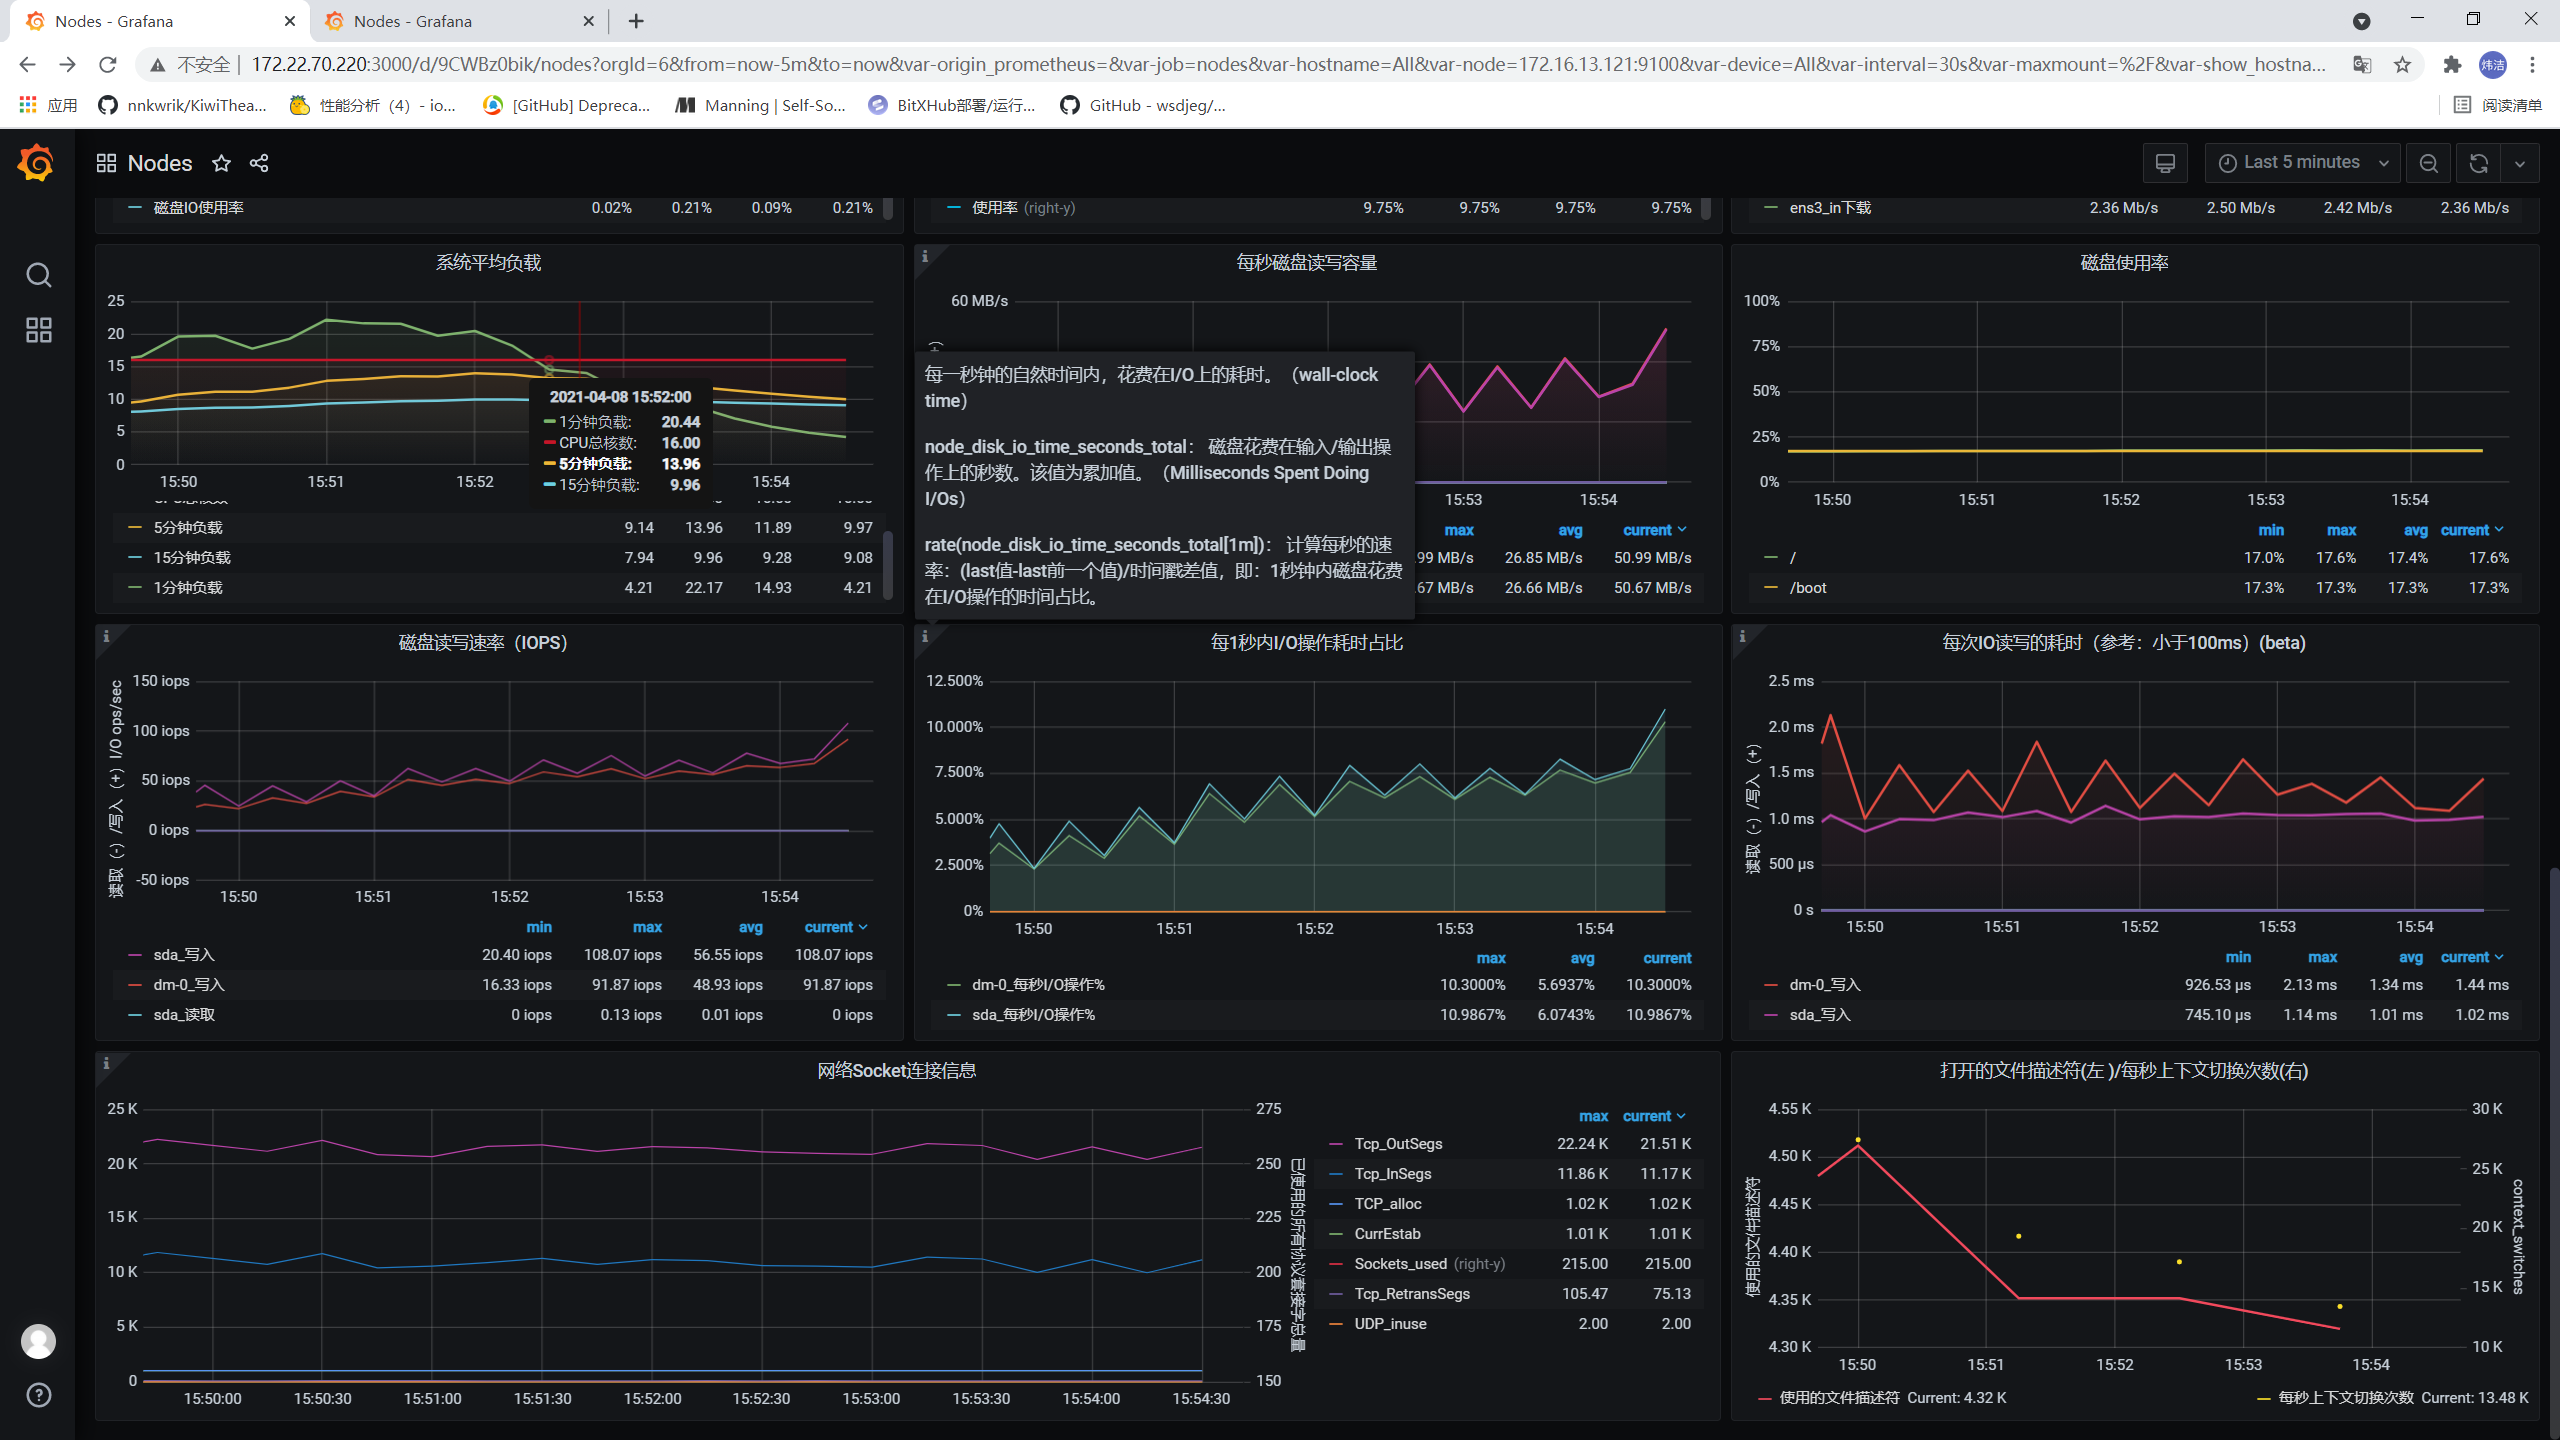 Nodes - Grafana
Nodes - Grafana
不安全 | 172.22.70.220:3000/d/9CWBz0bik/nodes?orgId=6&from=now-5m&to=now&var-origin_prometheus=&var-job=nodes&var-hostname=All&var-node=172.16.13.121:9100&var-device=All&var-interval=30s&var-maxmount=%2F&var-show_hostna...
炜洁
应用 nnkwrik/KiwiThea... 性能分析（4）- io... [GitHub] Depreca... Manning | Self-So... BitXHub部署/运行... GitHub - wsdjeg/... 阅读清单
Nodes
Last 5 minutes
磁盘IO使用率 0.02% 0.21% 0.09% 0.21%
使用率 (right-y) 9.75% 9.75% 9.75% 9.75%
ens3_in下载 2.36 Mb/s 2.50 Mb/s 2.42 Mb/s 2.36 Mb/s
系统平均负载
25
20
15
10
5
0
15:50 15:51 15:52 15:54
2021-04-08 15:52:00
1分钟负载: 20.44
CPU总核数: 16.00
5分钟负载: 13.96
15分钟负载: 9.96
5分钟负载 9.14 13.96 11.89 9.97
15分钟负载 7.94 9.96 9.28 9.08
1分钟负载 4.21 22.17 14.93 4.21
每秒磁盘读写容量
60 MB/s
15:53 15:54
max avg current
.99 MB/s 26.85 MB/s 50.99 MB/s
.67 MB/s 26.66 MB/s 50.67 MB/s
每一秒钟的自然时间内，花费在I/O上的耗时。（wall-clock
time）
node_disk_io_time_seconds_total： 磁盘花费在输入/输出操
作上的秒数。该值为累加值。（Milliseconds Spent Doing
I/Os）
rate(node_disk_io_time_seconds_total[1m])： 计算每秒的速
率：(last值-last前一个值)/时间戳差值，即：1秒钟内磁盘花费
在I/O操作的时间占比。
磁盘使用率
100%
75%
50%
25%
0%
15:50 15:51 15:52 15:53 15:54
min max avg current
/ 17.0% 17.6% 17.4% 17.6%
/boot 17.3% 17.3% 17.3% 17.3%
磁盘读写速率（IOPS）
读取（-）/写入（+）I/O ops/sec
150 iops
100 iops
50 iops
0 iops
-50 iops
15:50 15:51 15:52 15:53 15:54
min max avg current
sda_写入 20.40 iops 108.07 iops 56.55 iops 108.07 iops
dm-0_写入 16.33 iops 91.87 iops 48.93 iops 91.87 iops
sda_读取 0 iops 0.13 iops 0.01 iops 0 iops
每1秒内I/O操作耗时占比
12.500%
10.000%
7.500%
5.000%
2.500%
0%
15:50 15:51 15:52 15:53 15:54
max avg current
dm-0_每秒I/O操作% 10.3000% 5.6937% 10.3000%
sda_每秒I/O操作% 10.9867% 6.0743% 10.9867%
每次IO读写的耗时（参考：小于100ms）(beta)
读取（-）/写入（+）
2.5 ms
2.0 ms
1.5 ms
1.0 ms
500 µs
0 s
15:50 15:51 15:52 15:53 15:54
min max avg current
dm-0_写入 926.53 µs 2.13 ms 1.34 ms 1.44 ms
sda_写入 745.10 µs 1.14 ms 1.01 ms 1.02 ms
网络Socket连接信息
25 K
20 K
15 K
10 K
5 K
0
275
250
225
200
175
150
已使用的所有协议套接字总量
15:50:00 15:50:30 15:51:00 15:51:30 15:52:00 15:52:30 15:53:00 15:53:30 15:54:00 15:54:30
max current
Tcp_OutSegs 22.24 K 21.51 K
Tcp_InSegs 11.86 K 11.17 K
TCP_alloc 1.02 K 1.02 K
CurrEstab 1.01 K 1.01 K
Sockets_used (right-y) 215.00 215.00
Tcp_RetransSegs 105.47 75.13
UDP_inuse 2.00 2.00
打开的文件描述符(左 )/每秒上下文切换次数(右)
使用的文件描述符
4.55 K
4.50 K
4.45 K
4.40 K
4.35 K
4.30 K
30 K
25 K
20 K
15 K
10 K
context_switches
15:50 15:51 15:52 15:53 15:54
使用的文件描述符 Current: 4.32 K
每秒上下文切换次数 Current: 13.48 K